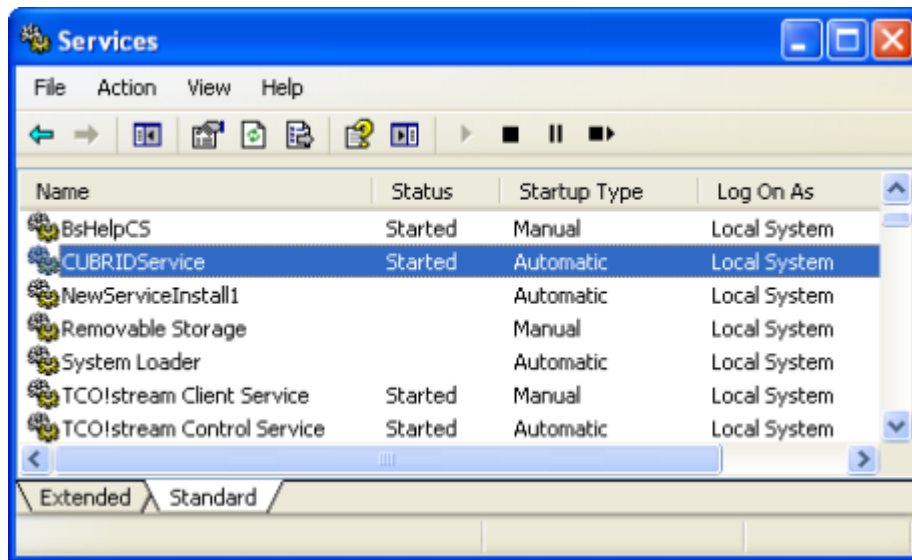 Services
File Action View Help
Name Status Startup Type Log On As
BsHelpCS Started Manual Local System
CUBRIDService Started Automatic Local System
NewServiceInstall1 Automatic Local System
Removable Storage Manual Local System
System Loader Automatic Local System
TCO!stream Client Service Started Manual Local System
TCO!stream Control Service Started Automatic Local System
Extended Standard